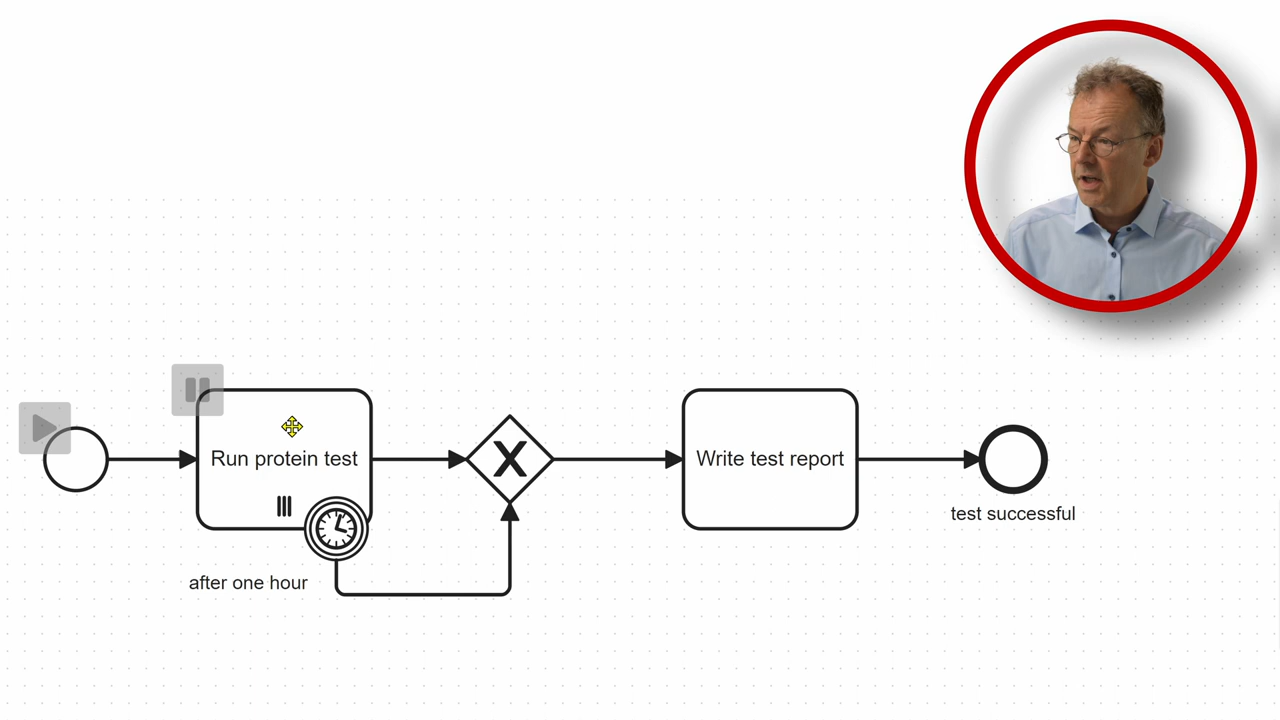 Run protein test
Write test report
test successful
after one hour